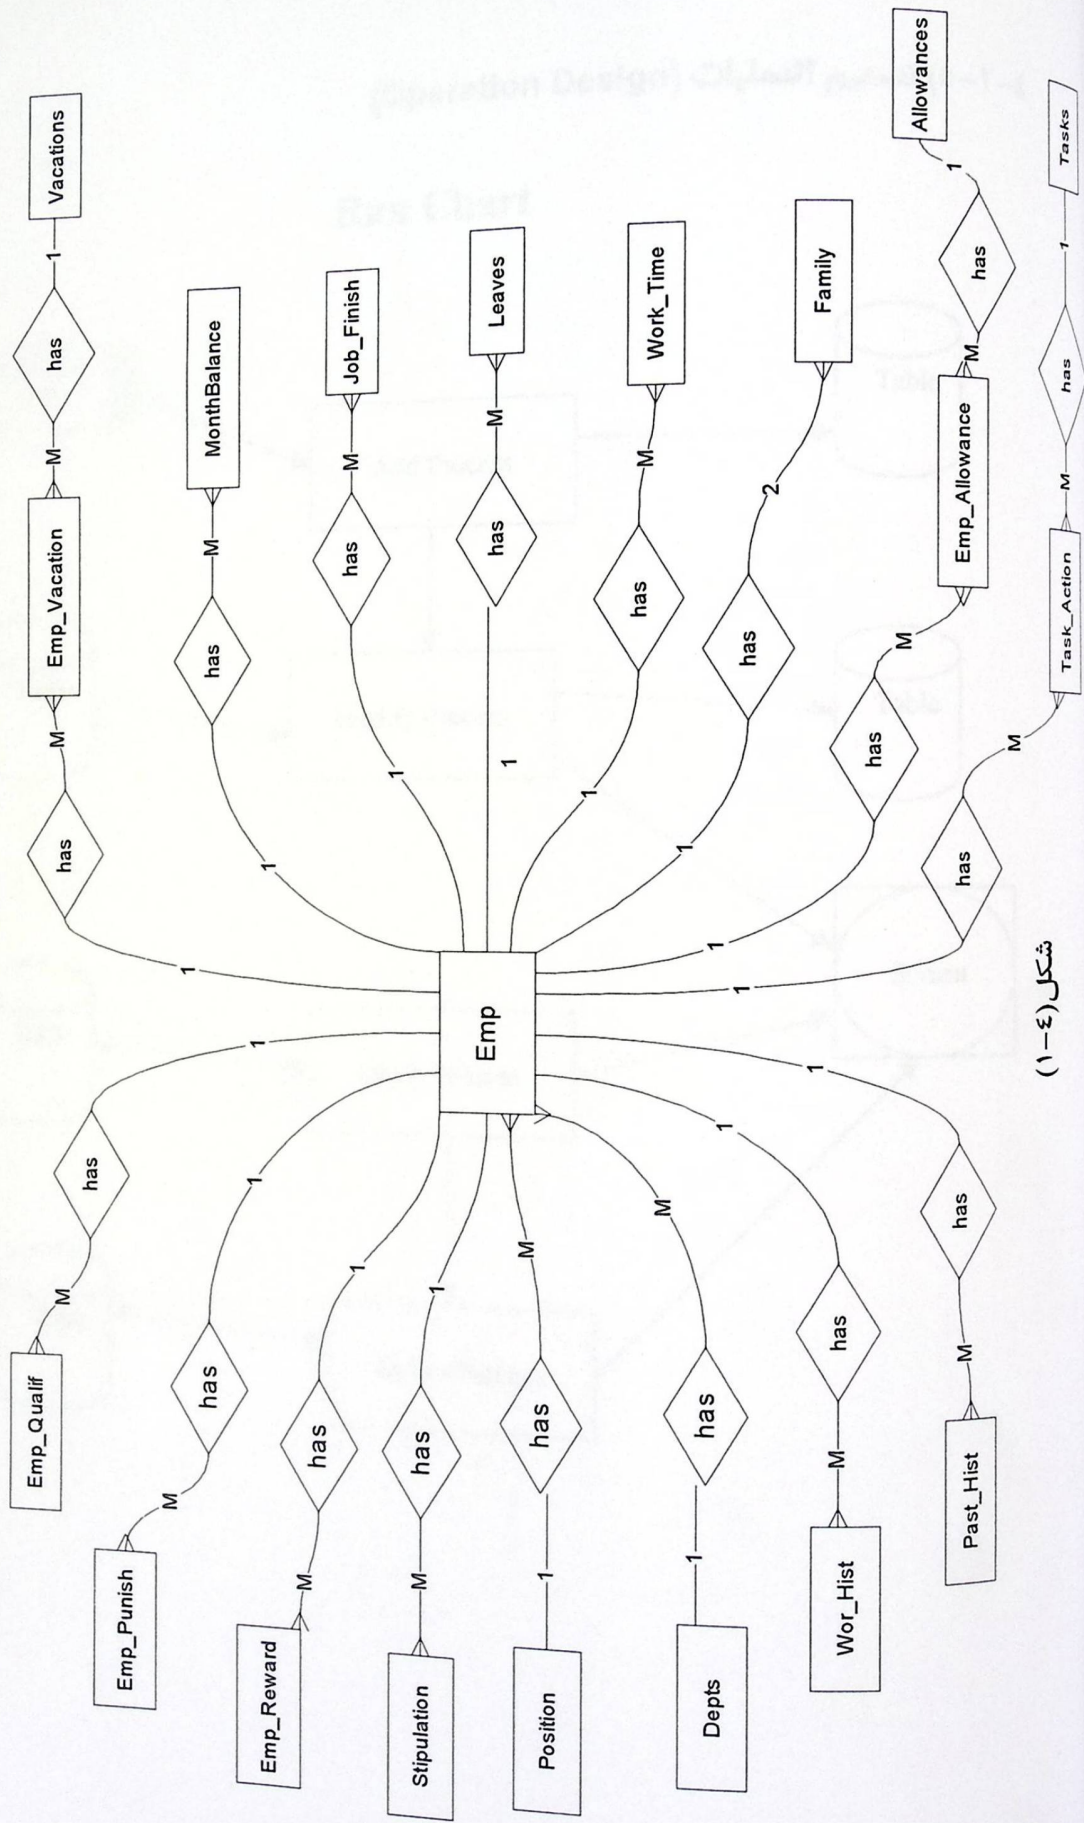 Vacations
1
has
M
Emp_Vacation
M
has
1
MonthBalance
M
has
1
Job_Finish
M
has
1
Leaves
M
has
1
Work_Time
M
has
1
Family
2
has
1
Allowances
1
has
M
Emp_Allowance
M
has
1
Tasks
1
has
M
Task_Action
M
has
1
Emp
Emp_Qualif
M
has
1
Emp_Punish
M
has
1
Emp_Reward
M
has
1
Stipulation
M
has
1
Position
1
has
M
Depts
1
has
M
Wor_Hist
M
has
1
Past_Hist
M
has
1
شكل(٤-١)